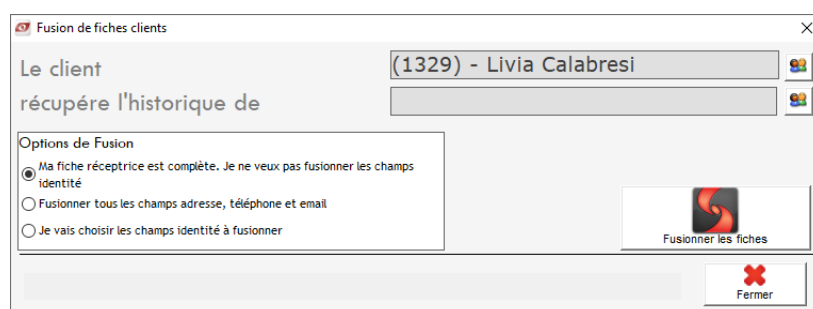 Fusion de fiches clients
Le client
(1329) - Livia Calabresi
récupére l'historique de
Options de Fusion
Ma fiche réceptrice est complète. Je ne veux pas fusionner les champs
identité
Fusionner tous les champs adresse, téléphone et email
Je vais choisir les champs identité à fusionner
Fusionner les fiches
Fermer